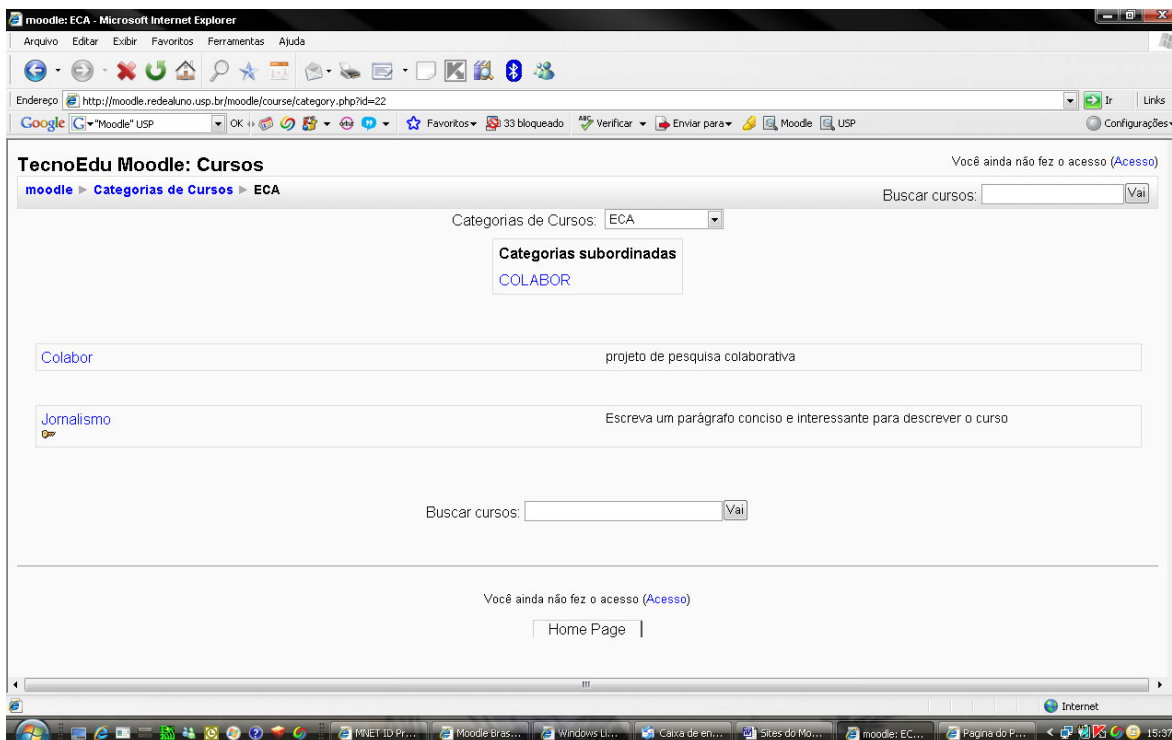 moodle: ECA - Microsoft Internet Explorer
Arquivo Editar Exibir Favoritos Ferramentas Ajuda
Endereço http://moodle.redealuno.usp.br/moodle/course/category.php?id=22 Ir Links
Google "Moodle" USP OK Favoritos 33 bloqueado Verificar Enviar para Moodle USP Configurações
TecnoEdu Moodle: Cursos
Você ainda não fez o acesso (Acesso)
moodle ► Categorias de Cursos ► ECA
Buscar cursos: Vai
Categorias de Cursos: ECA
Categorias subordinadas
COLABOR
Colabor projeto de pesquisa colaborativa
Jornalismo Escreva um parágrafo conciso e interessante para descrever o curso
Buscar cursos: Vai
Você ainda não fez o acesso (Acesso)
Home Page
Internet
MNET ID Pr... Moodle Bras... Windows Li... Caixa de en... Sites do Mo... moodle: EC... Pagina do P... 15:37